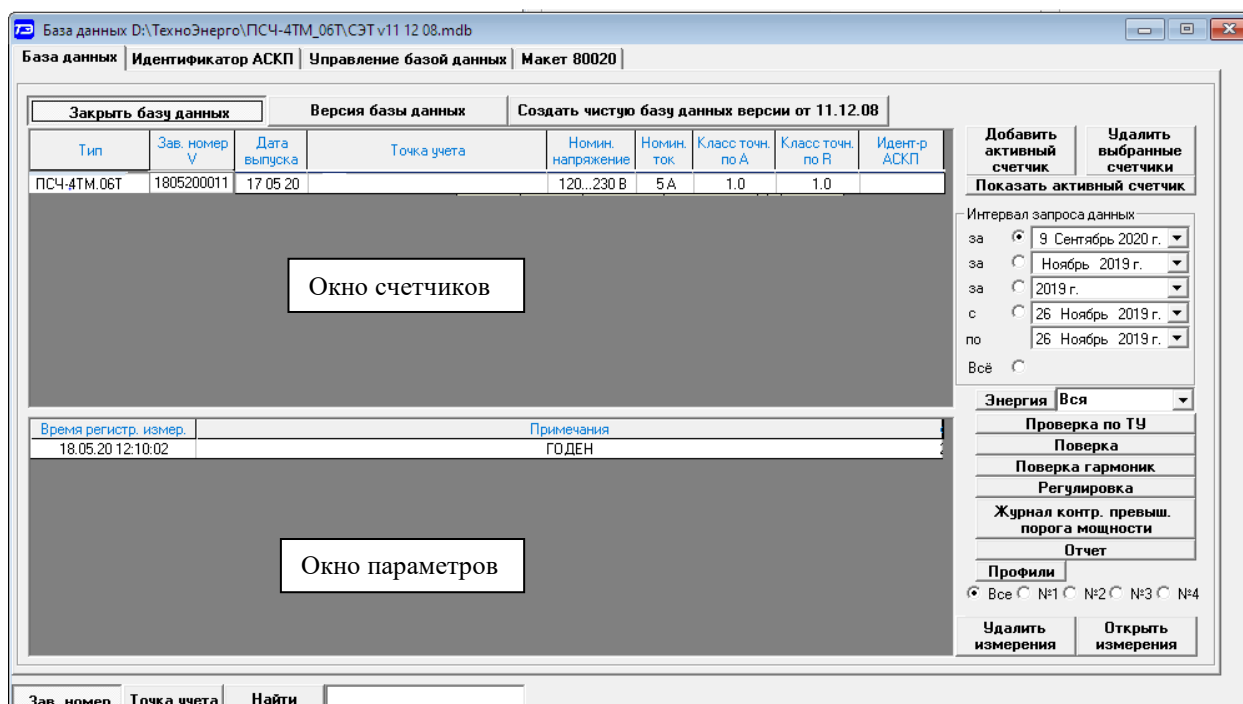 База данных D:\ТехноЭнерго\ПСЧ-4ТМ_06Т\СЭТ v11 12 08.mdb
База данных Идентификатор АСКП Управление базой данных Макет 80020
Закрыть базу данных Версия базы данных Создать чистую базу данных версии от 11.12.08
Тип Зав. номер V Дата выпуска Точка учета Номин. напряжение Номин. ток Класс точн. по А Класс точн. по R Идент-р АСКП
ПСЧ-4ТМ.06Т 1805200011 17 05 20 120...230 В 5 А 1.0 1.0
Окно счетчиков
Время регистр. измер. Примечания
18.05.20 12:10:02 ГОДЕН
Окно параметров
Добавить активный счетчик
Удалить выбранные счетчики
Показать активный счетчик
Интервал запроса данных
за 9 Сентябрь 2020 г.
за Ноябрь 2019 г.
за 2019 г.
с 26 Ноябрь 2019 г.
по 26 Ноябрь 2019 г.
Всё
Энергия Вся
Проверка по ТУ
Поверка
Поверка гармоник
Регулировка
Журнал контр. превыш.
порога мощности
Отчет
Профили
Все №1 №2 №3 №4
Удалить измерения
Открыть измерения
Зав. номер Точка учета Найти